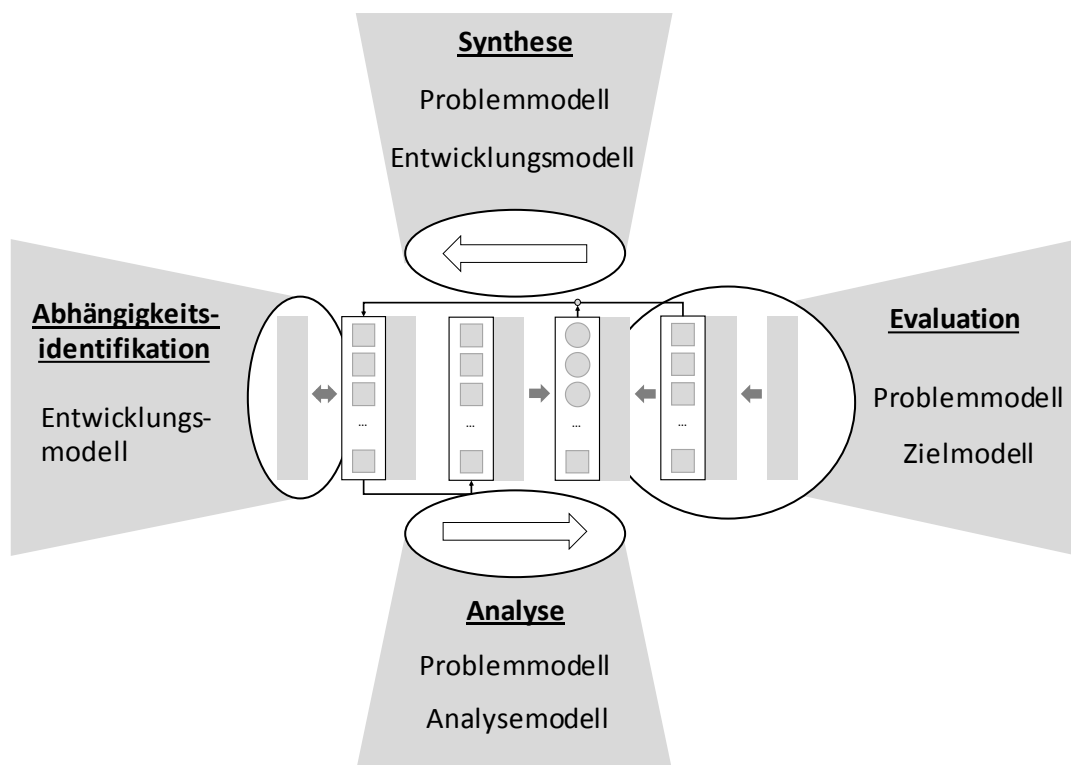 Synthese
Problemmodell
Entwicklungsmodell
Abhängigkeits-
identifikation
Entwicklungs-
modell
Evaluation
Problemmodell
Zielmodell
...
...
...
...
Analyse
Problemmodell
Analysemodell